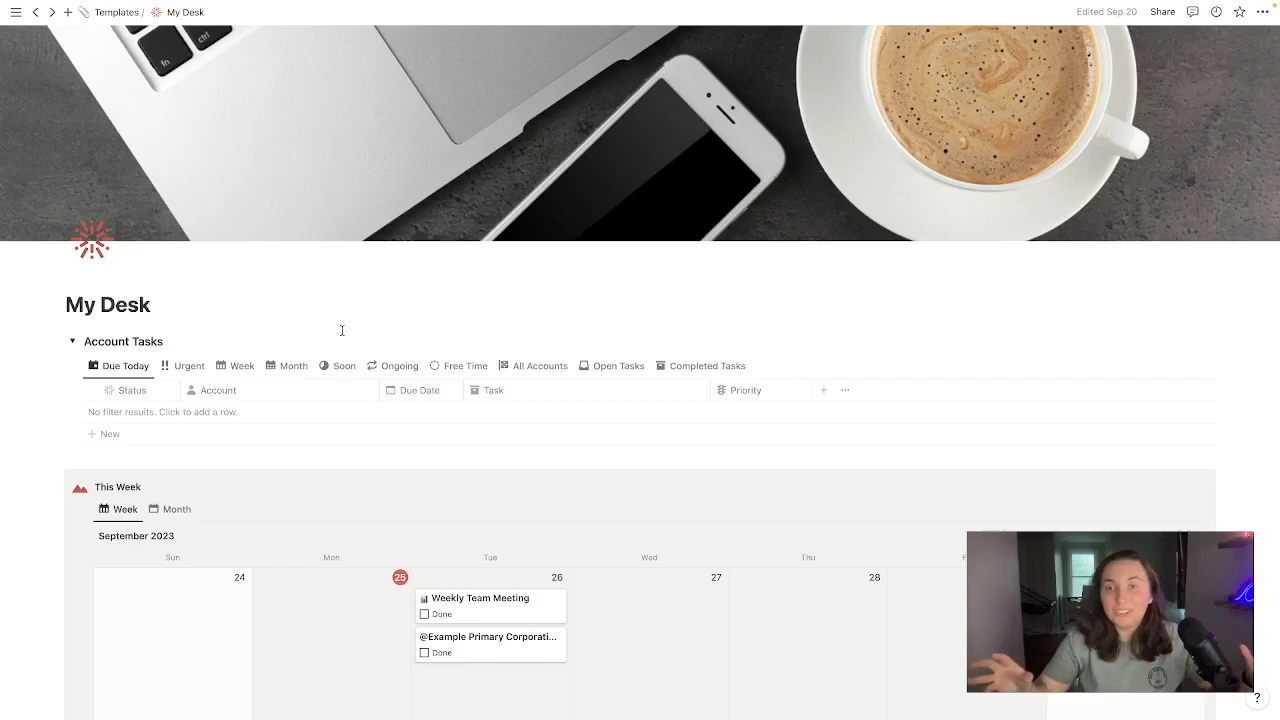 Templates / My Desk
Edited Sep 20 Share
fn
ctrl
My Desk
Account Tasks
Due Today Urgent Week Month Soon Ongoing Free Time All Accounts Open Tasks Completed Tasks
Status Account Due Date Task Priority
No filter results. Click to add a row.
New
This Week
Week Month
September 2023
Sun Mon Tue Wed Thu F
24 25 26 27 28
Weekly Team Meeting
Done
@Example Primary Corporati...
Done
?